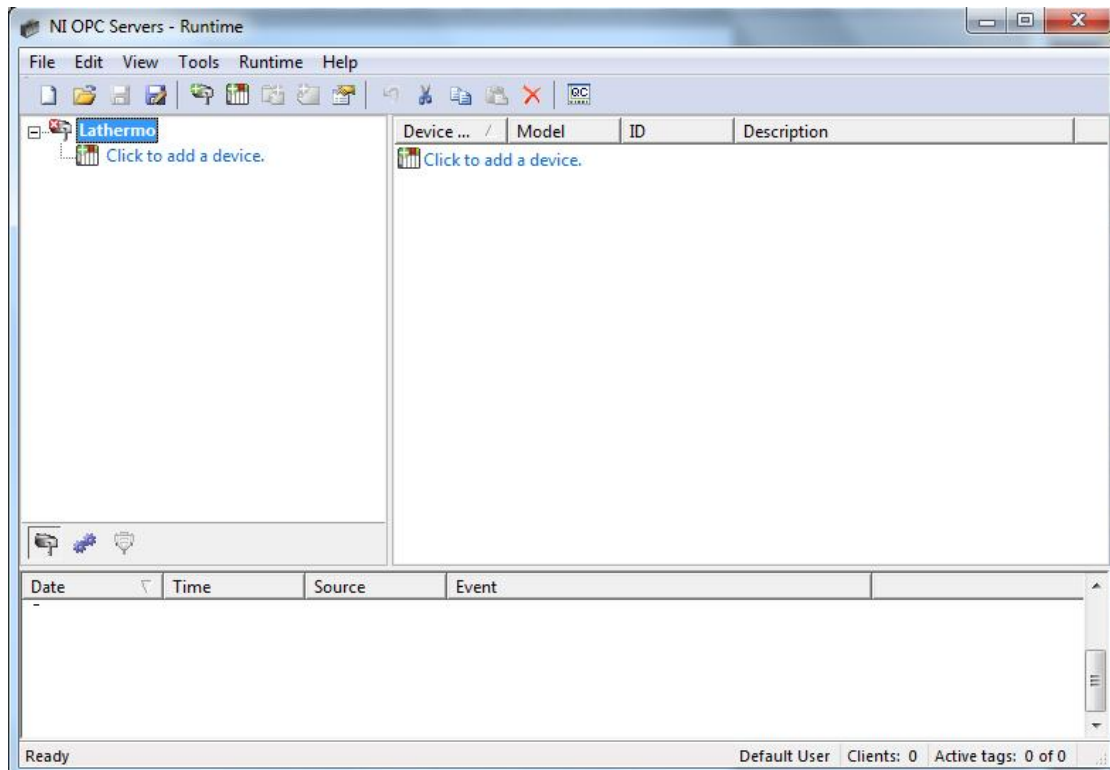 NI OPC Servers - Runtime
File Edit View Tools Runtime Help
QC
Lathermo
Click to add a device.
Device ... Model ID Description
Click to add a device.
Date Time Source Event
Ready Default User Clients: 0 Active tags: 0 of 0